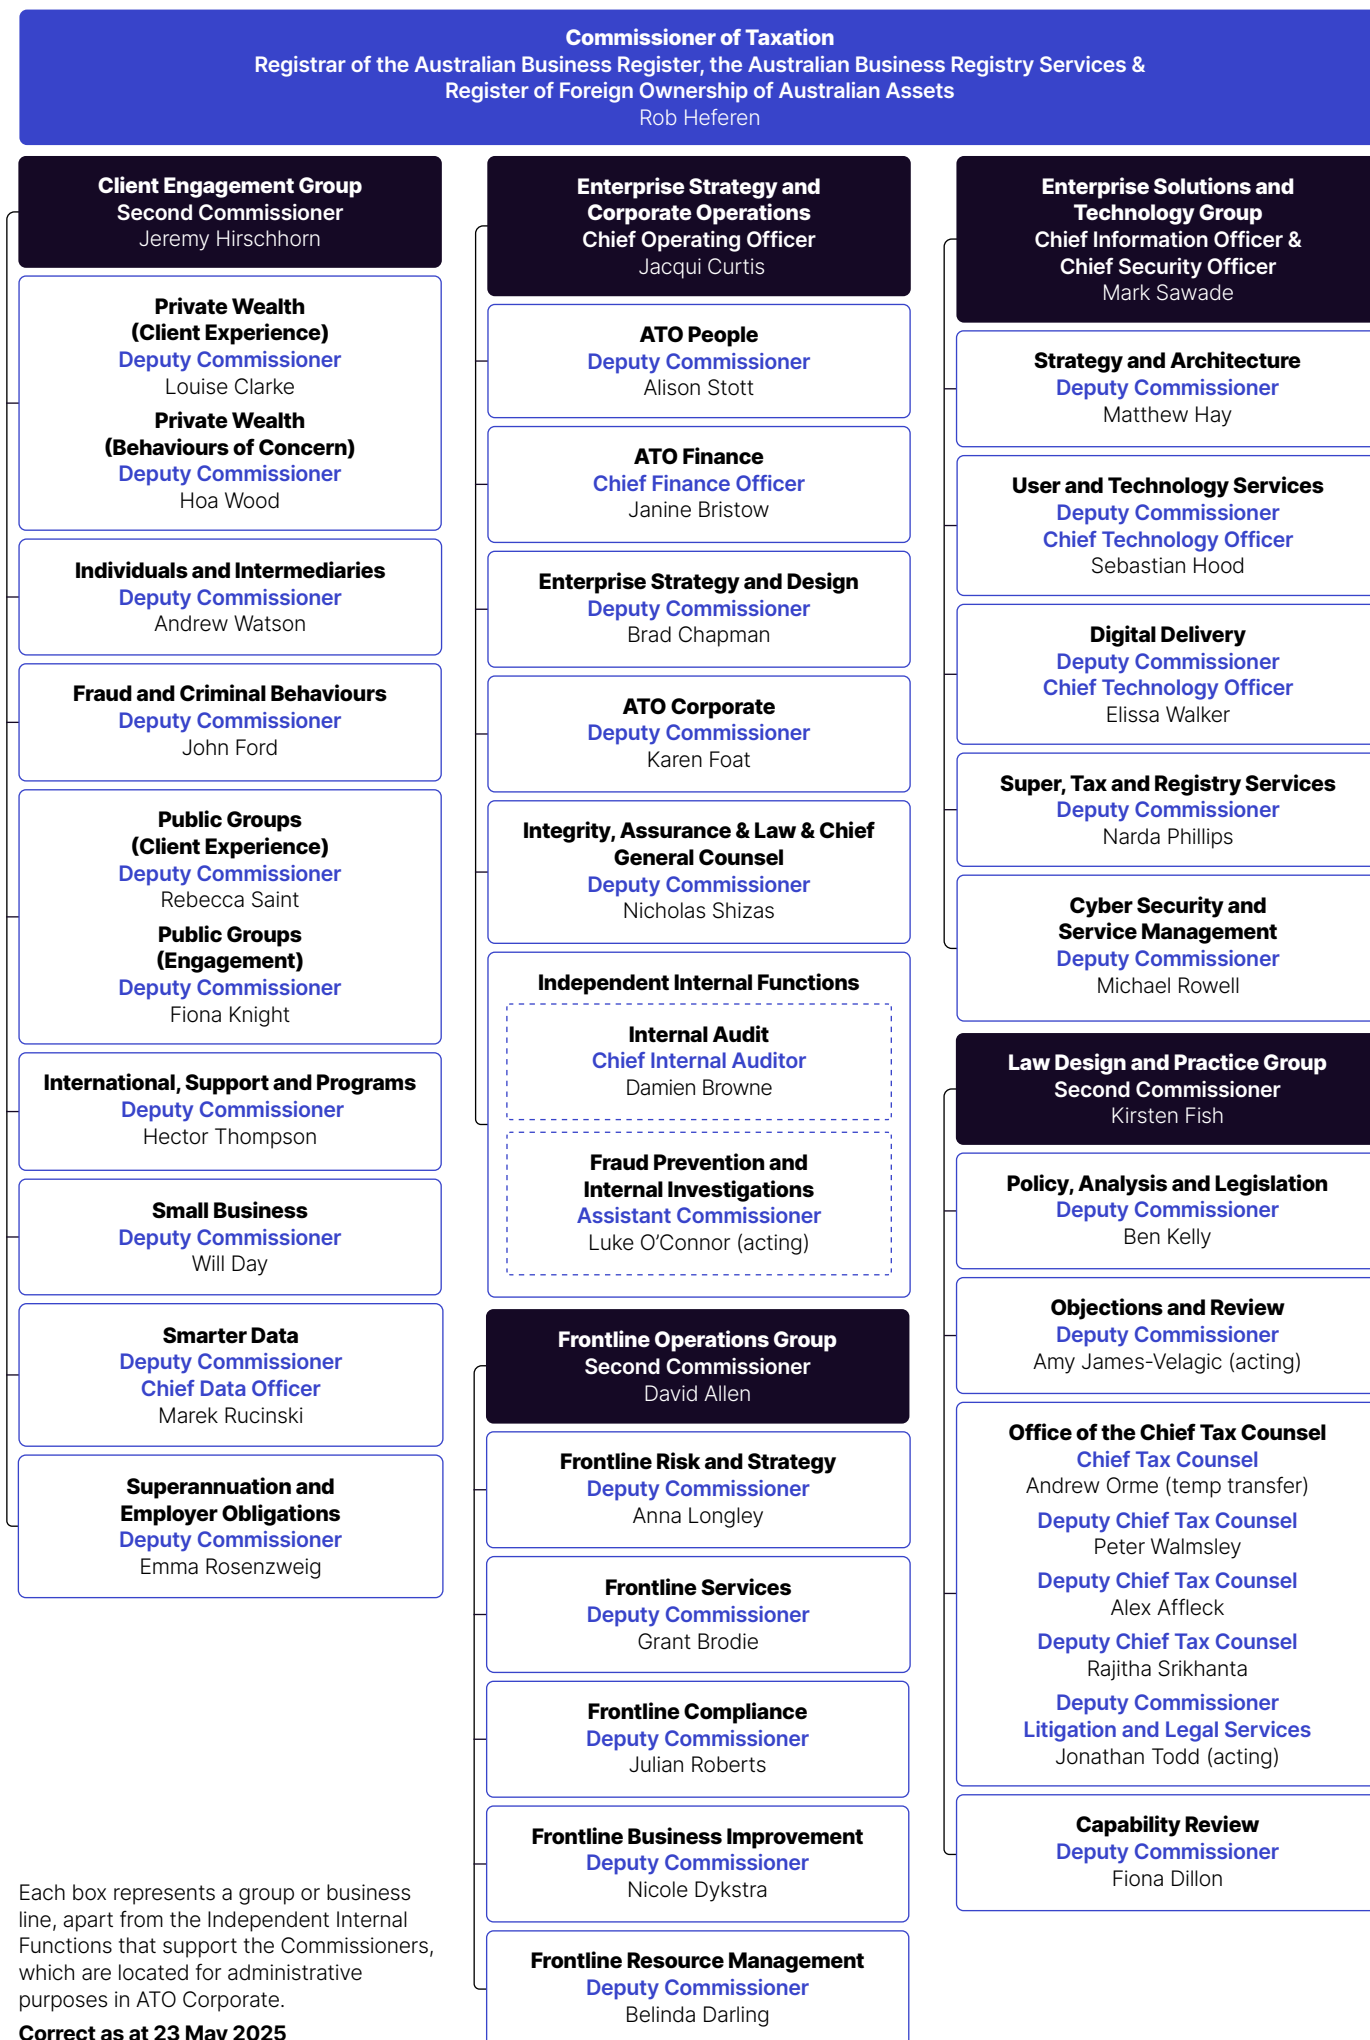 Commissioner of Taxation
Registrar of the Australian Business Register, the Australian Business Registry Services &
Register of Foreign Ownership of Australian Assets
Rob Heferen
Client Engagement Group
Second Commissioner
Jeremy Hirschhorn
Private Wealth
(Client Experience)
Deputy Commissioner
Louise Clarke
Private Wealth
(Behaviours of Concern)
Deputy Commissioner
Hoa Wood
Individuals and Intermediaries
Deputy Commissioner
Andrew Watson
Fraud and Criminal Behaviours
Deputy Commissioner
John Ford
Public Groups
(Client Experience)
Deputy Commissioner
Rebecca Saint
Public Groups
(Engagement)
Deputy Commissioner
Fiona Knight
International, Support and Programs
Deputy Commissioner
Hector Thompson
Small Business
Deputy Commissioner
Will Day
Smarter Data
Deputy Commissioner
Chief Data Officer
Marek Rucinski
Superannuation and
Employer Obligations
Deputy Commissioner
Emma Rosenzweig
Enterprise Strategy and
Corporate Operations
Chief Operating Officer
Jacqui Curtis
ATO People
Deputy Commissioner
Alison Stott
ATO Finance
Chief Finance Officer
Janine Bristow
Enterprise Strategy and Design
Deputy Commissioner
Brad Chapman
ATO Corporate
Deputy Commissioner
Karen Foat
Integrity, Assurance & Law & Chief
General Counsel
Deputy Commissioner
Nicholas Shizas
Independent Internal Functions
Internal Audit
Chief Internal Auditor
Damien Browne
Fraud Prevention and
Internal Investigations
Assistant Commissioner
Luke O’Connor (acting)
Frontline Operations Group
Second Commissioner
David Allen
Frontline Risk and Strategy
Deputy Commissioner
Anna Longley
Frontline Services
Deputy Commissioner
Grant Brodie
Frontline Compliance
Deputy Commissioner
Julian Roberts
Frontline Business Improvement
Deputy Commissioner
Nicole Dykstra
Frontline Resource Management
Deputy Commissioner
Belinda Darling
Enterprise Solutions and
Technology Group
Chief Information Officer &
Chief Security Officer
Mark Sawade
Strategy and Architecture
Deputy Commissioner
Matthew Hay
User and Technology Services
Deputy Commissioner
Chief Technology Officer
Sebastian Hood
Digital Delivery
Deputy Commissioner
Chief Technology Officer
Elissa Walker
Super, Tax and Registry Services
Deputy Commissioner
Narda Phillips
Cyber Security and
Service Management
Deputy Commissioner
Michael Rowell
Law Design and Practice Group
Second Commissioner
Kirsten Fish
Policy, Analysis and Legislation
Deputy Commissioner
Ben Kelly
Objections and Review
Deputy Commissioner
Amy James-Velagic (acting)
Office of the Chief Tax Counsel
Chief Tax Counsel
Andrew Orme (temp transfer)
Deputy Chief Tax Counsel
Peter Walmsley
Deputy Chief Tax Counsel
Alex Affleck
Deputy Chief Tax Counsel
Rajitha Srikhanta
Deputy Commissioner
Litigation and Legal Services
Jonathan Todd (acting)
Capability Review
Deputy Commissioner
Fiona Dillon
Each box represents a group or business
line, apart from the Independent Internal
Functions that support the Commissioners,
which are located for administrative
purposes in ATO Corporate.
Correct as at 23 May 2025